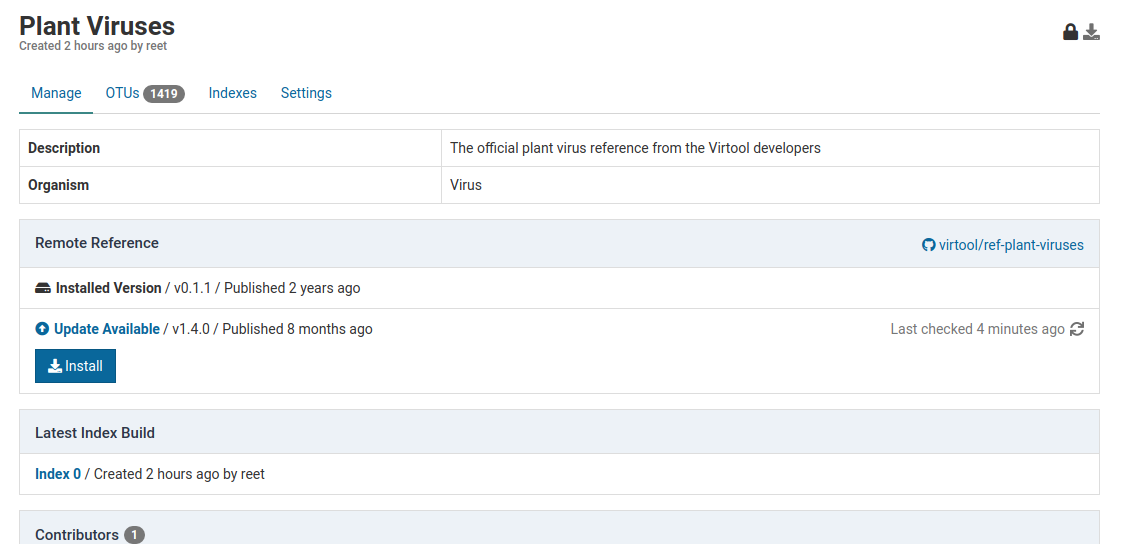 Plant Viruses
Created 2 hours ago by reet
Manage OTUs 1419 Indexes Settings
Description The official plant virus reference from the Virtool developers
Organism Virus
Remote Reference virtool/ref-plant-viruses
Installed Version / v0.1.1 / Published 2 years ago
Update Available / v1.4.0 / Published 8 months ago Last checked 4 minutes ago
Install
Latest Index Build
Index 0 / Created 2 hours ago by reet
Contributors 1